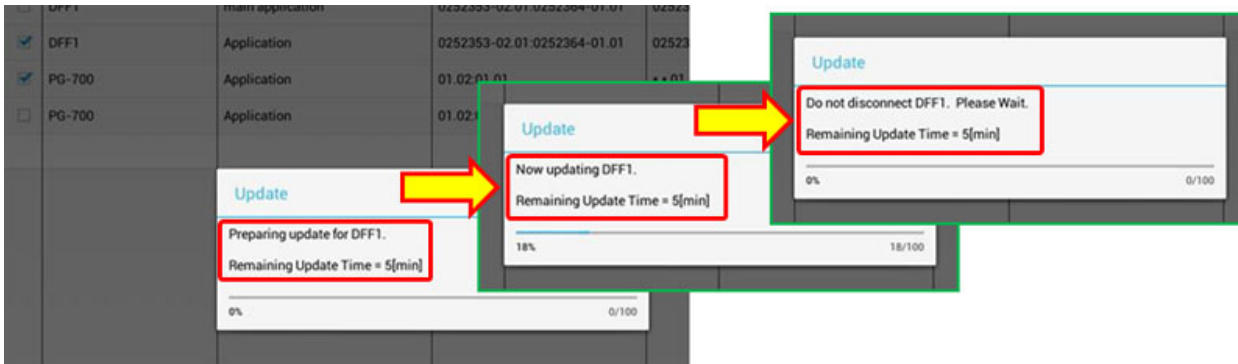 DFF1 main application 0252353-02.01:0252364-01.01
DFF1 Application 0252353-02.01:0252364-01.01 02523
PG-700 Application 01.02:01.01
PG-700 Application 01.02:
Update
Preparing update for DFF1.
Remaining Update Time = 5[min]
0% 0/100
Update
Now updating DFF1.
Remaining Update Time = 5[min]
18% 18/100
Update
Do not disconnect DFF1. Please Wait.
Remaining Update Time = 5[min]
0% 0/100